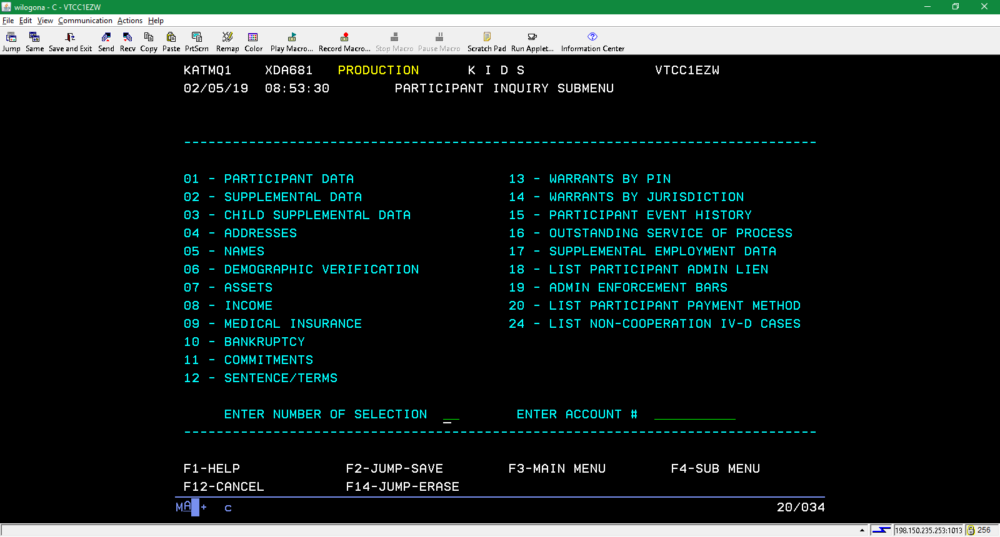 wilogona - C - VTCC1EZW
File Edit View Communication Actions Help
Jump Same Save and Exit Send Recv Copy Paste PrtScrn Remap Color Play Macro... Record Macro... Stop Macro Pause Macro Scratch Pad Run Applet... Information Center
KATMQ1 XDA681 PRODUCTION K I D S VTCC1EZW
02/05/19 08:53:30 PARTICIPANT INQUIRY SUBMENU
------------------------------------------------------------------------------
01 - PARTICIPANT DATA 13 - WARRANTS BY PIN
02 - SUPPLEMENTAL DATA 14 - WARRANTS BY JURISDICTION
03 - CHILD SUPPLEMENTAL DATA 15 - PARTICIPANT EVENT HISTORY
04 - ADDRESSES 16 - OUTSTANDING SERVICE OF PROCESS
05 - NAMES 17 - SUPPLEMENTAL EMPLOYMENT DATA
06 - DEMOGRAPHIC VERIFICATION 18 - LIST PARTICIPANT ADMIN LIEN
07 - ASSETS 19 - ADMIN ENFORCEMENT BARS
08 - INCOME 20 - LIST PARTICIPANT PAYMENT METHOD
09 - MEDICAL INSURANCE 24 - LIST NON-COOPERATION IV-D CASES
10 - BANKRUPTCY
11 - COMMITMENTS
12 - SENTENCE/TERMS
ENTER NUMBER OF SELECTION __ ENTER ACCOUNT # __________
------------------------------------------------------------------------------
F1-HELP F2-JUMP-SAVE F3-MAIN MENU F4-SUB MENU
F12-CANCEL F14-JUMP-ERASE
MA + C 20/034
198.150.235.253:1013 256